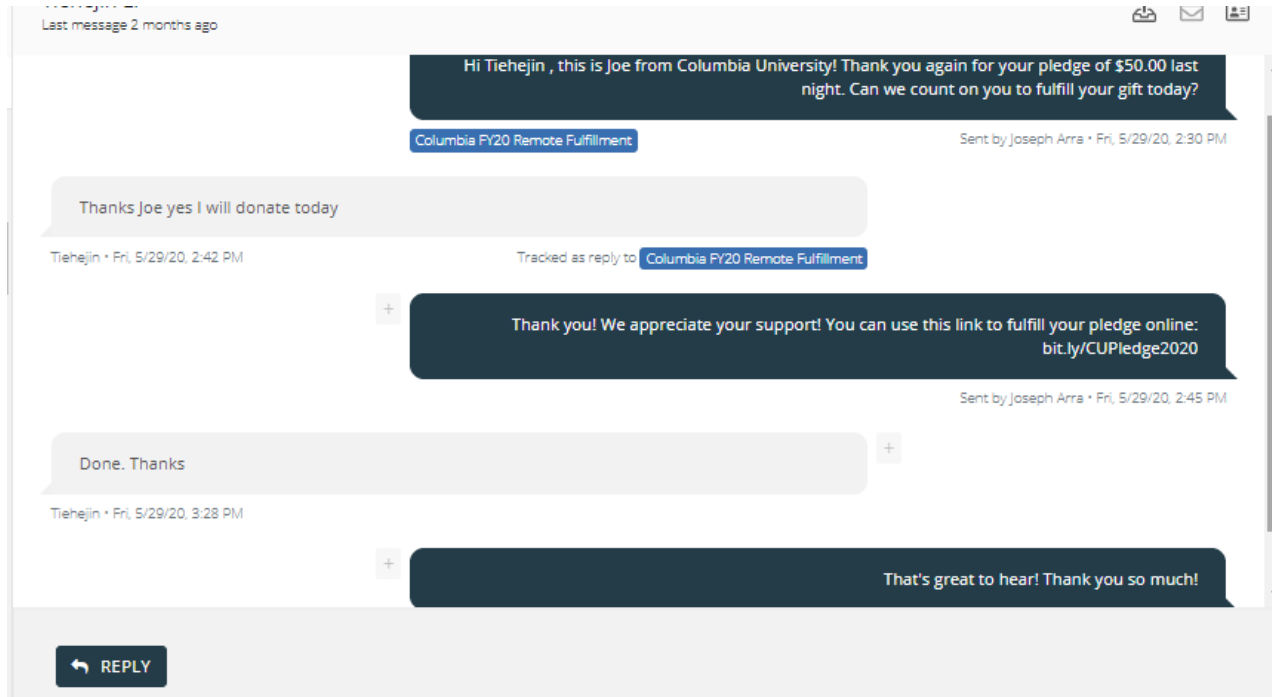 Last message 2 months ago
Hi Tiehejin , this is Joe from Columbia University! Thank you again for your pledge of $50.00 last
night. Can we count on you to fulfill your gift today?
Columbia FY20 Remote Fulfillment
Sent by Joseph Arra • Fri, 5/29/20, 2:30 PM
Thanks Joe yes I will donate today
Tiehejin • Fri, 5/29/20, 2:42 PM
Tracked as reply to Columbia FY20 Remote Fulfillment
+
Thank you! We appreciate your support! You can use this link to fulfill your pledge online:
bit.ly/CUPledge2020
Sent by Joseph Arra • Fri, 5/29/20, 2:45 PM
Done. Thanks
+
Tiehejin • Fri, 5/29/20, 3:28 PM
+
That's great to hear! Thank you so much!
REPLY